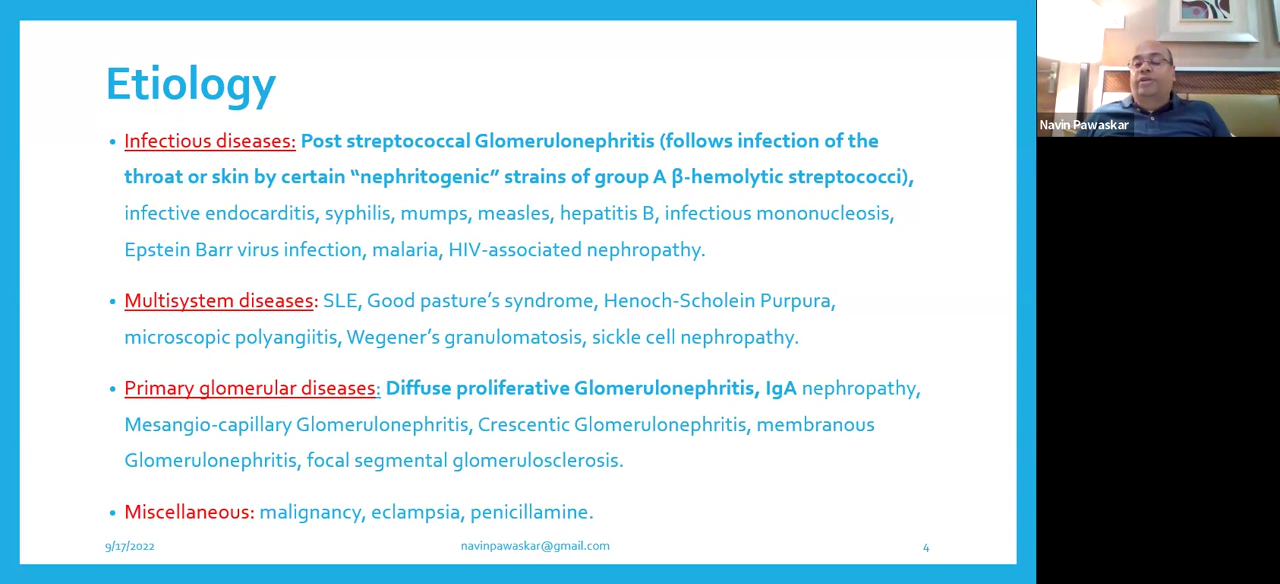 Etiology
• Infectious diseases: Post streptococcal Glomerulonephritis (follows infection of the
throat or skin by certain “nephritogenic” strains of group A β-hemolytic streptococci),
infective endocarditis, syphilis, mumps, measles, hepatitis B, infectious mononucleosis,
Epstein Barr virus infection, malaria, HIV-associated nephropathy.
• Multisystem diseases: SLE, Good pasture’s syndrome, Henoch-Scholein Purpura,
microscopic polyangiitis, Wegener’s granulomatosis, sickle cell nephropathy.
• Primary glomerular diseases: Diffuse proliferative Glomerulonephritis, IgA nephropathy,
Mesangio-capillary Glomerulonephritis, Crescentic Glomerulonephritis, membranous
Glomerulonephritis, focal segmental glomerulosclerosis.
• Miscellaneous: malignancy, eclampsia, penicillamine.
9/17/2022 navinpawaskar@gmail.com 4
Navin Pawaskar